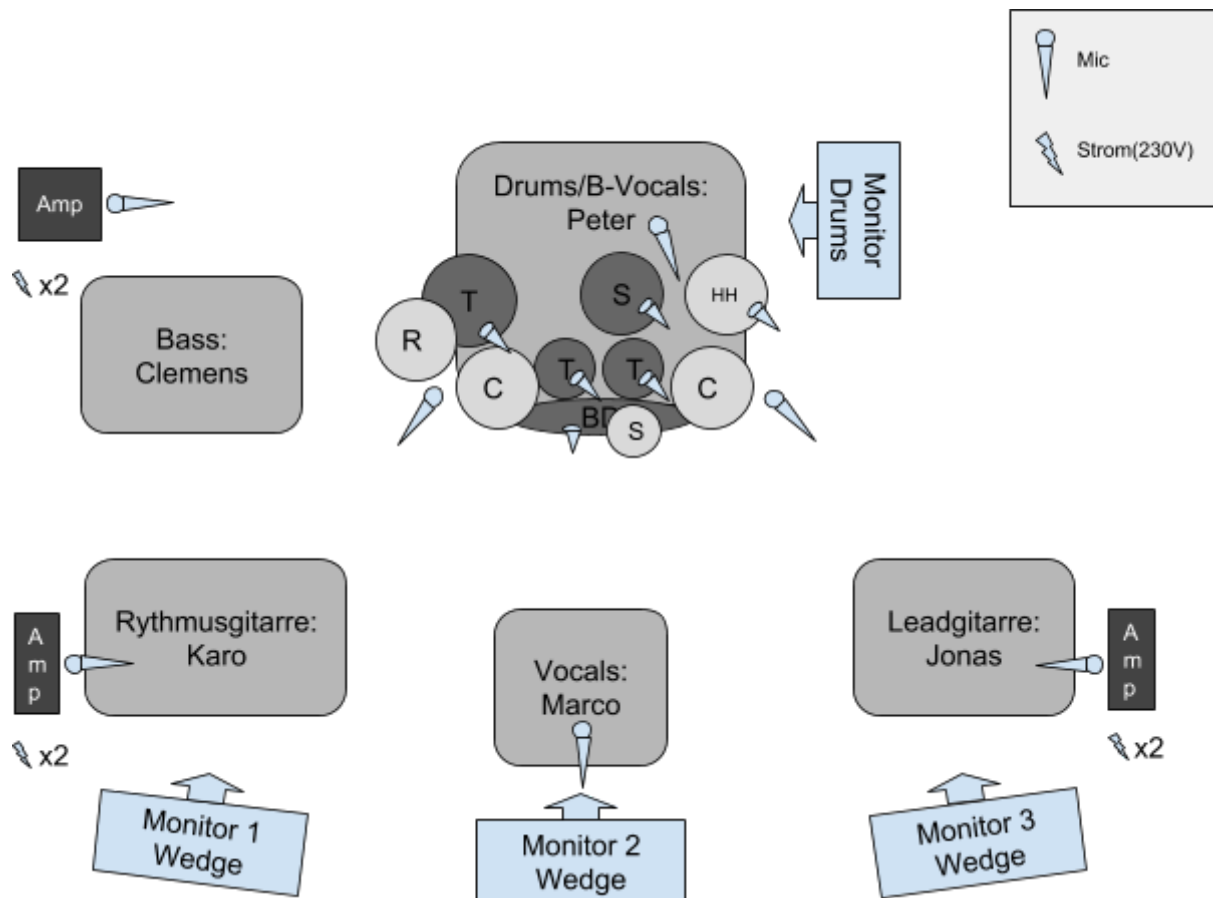 Mic
Strom(230V)
Amp
x2
Bass:
Clemens
Drums/B-Vocals:
Peter
T
S
HH
R
C
T
T
C
BD
S
Monitor
Drums
Rythmusgitarre:
Karo
A
m
p
x2
Vocals:
Marco
Leadgitarre:
Jonas
A
m
p
x2
Monitor 1
Wedge
Monitor 2
Wedge
Monitor 3
Wedge